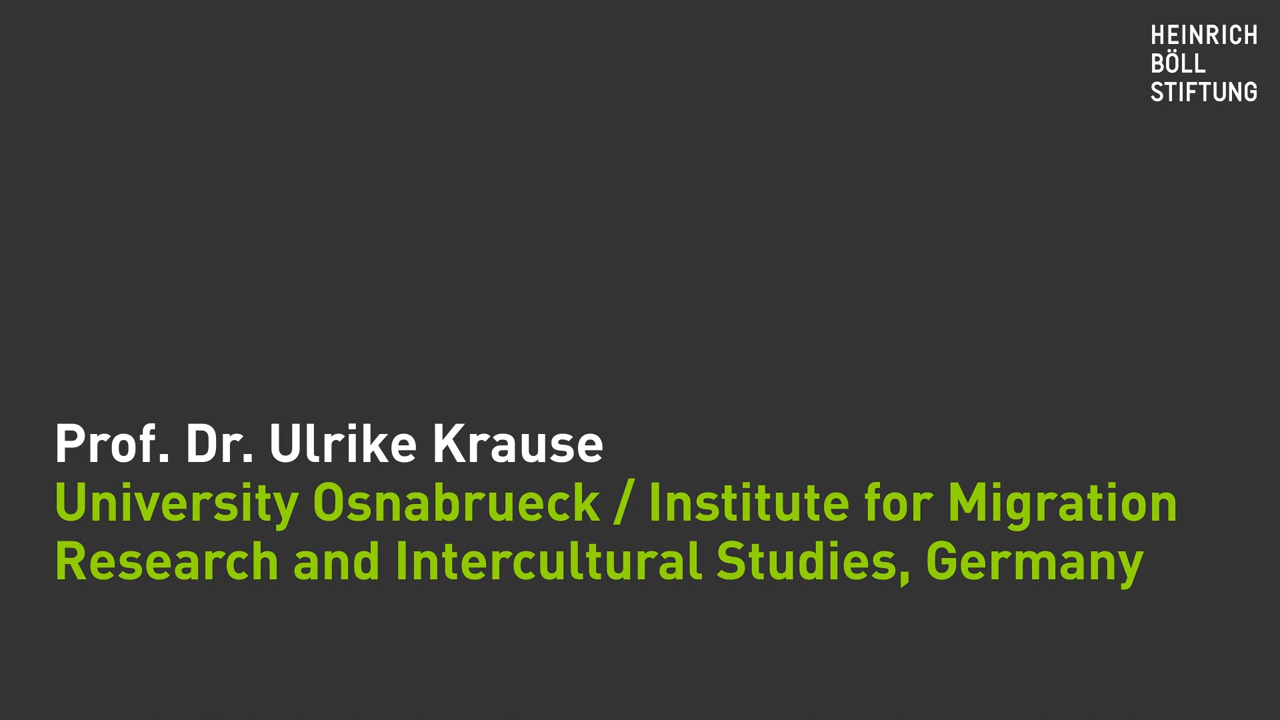 HEINRICH
BÖLL
STIFTUNG
Prof. Dr. Ulrike Krause
University Osnabrueck / Institute for Migration
Research and Intercultural Studies, Germany